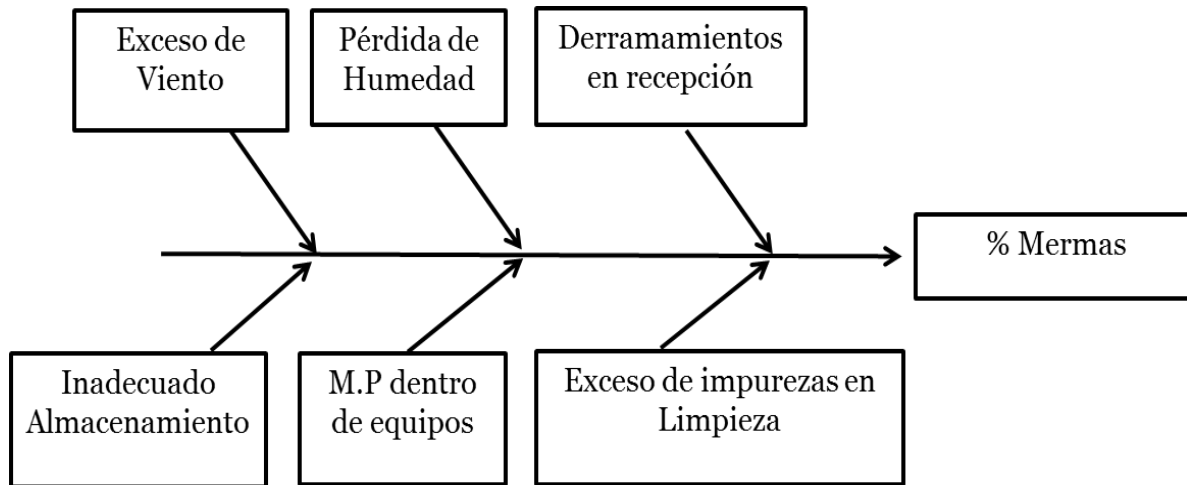 Exceso de
Viento
Pérdida de
Humedad
Derramamientos
en recepción
% Mermas
Inadecuado
Almacenamiento
M.P dentro
de equipos
Exceso de impurezas en
Limpieza